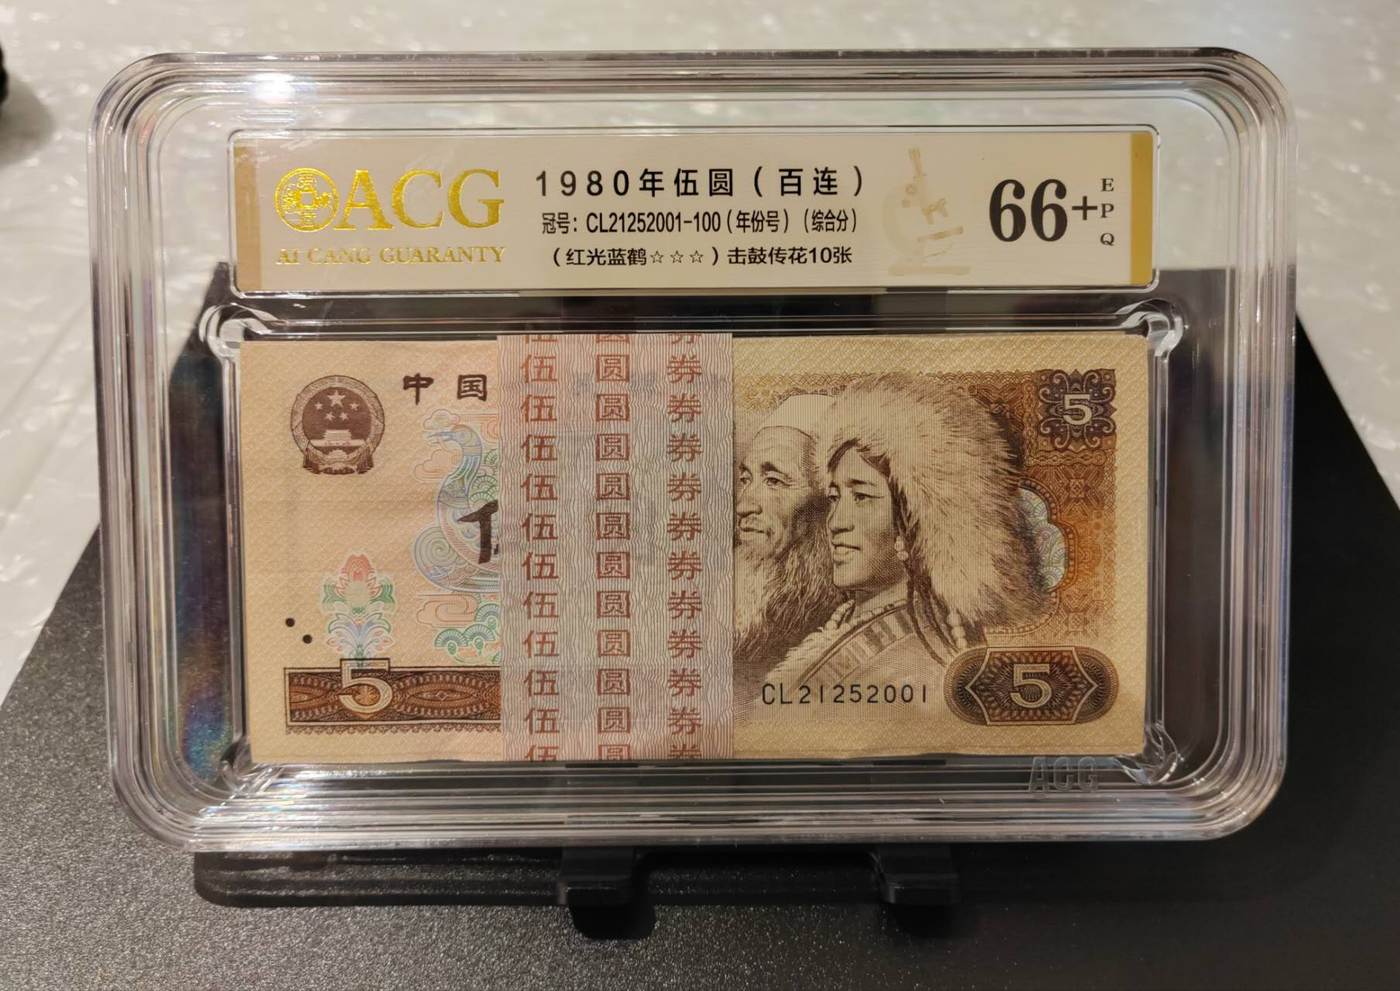 ACG
AI CANG GUARANTY
1980年伍圆(百连)
冠号: CL21252001-100(年份号)(综合分)
(红光蓝鹤☆☆☆)击鼓传花10张
66+
EPQ
中国
5
伍 圆 券
伍 圆 券
伍 圆 券
伍 圆 券
伍 圆 券
伍 圆 券
伍 圆 券
伍 圆 券
伍 圆 券
伍 圆 券
5
CL21252001
5
ACG